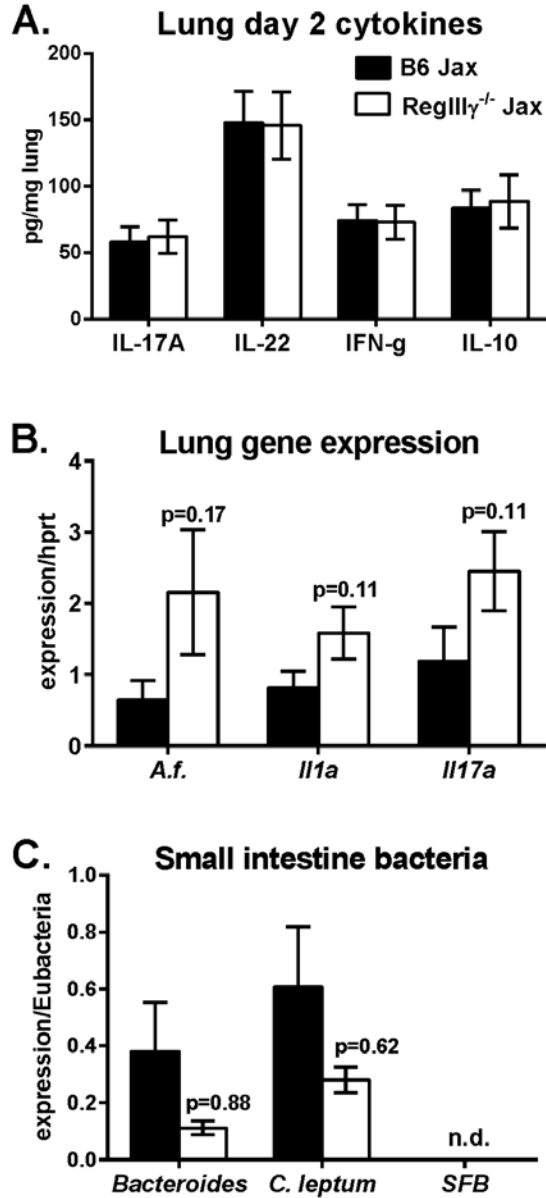 A. Lung day 2 cytokines
B6 Jax
RegIIIγ-/- Jax
pg/mg lung
200
150
100
50
0
IL-17A IL-22 IFN-g IL-10
B. Lung gene expression
expression/hprt
4
3
2
1
0
p=0.17
p=0.11
p=0.11
A.f. Il1a Il17a
C. Small intestine bacteria
expression/Eubacteria
1.0
0.8
0.6
0.4
0.2
0.0
p=0.88
p=0.62
n.d.
Bacteroides C. leptum SFB